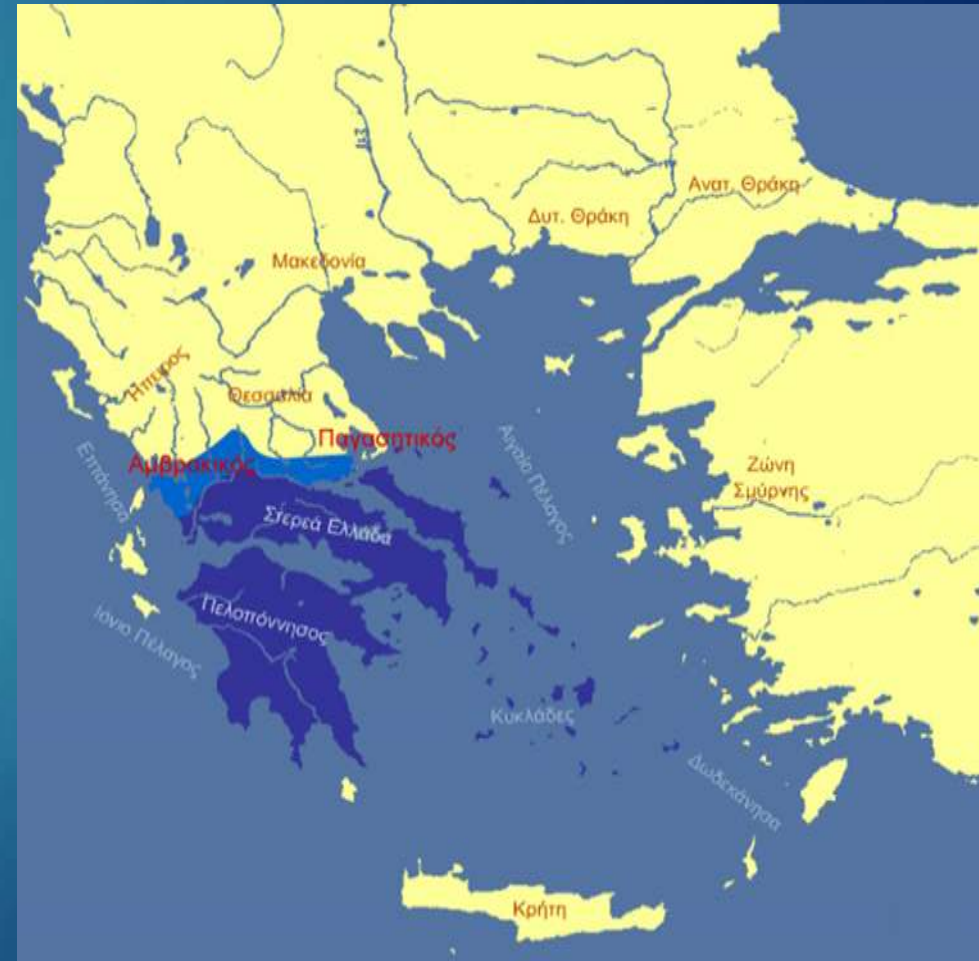 Ανατ. Θράκη
Δυτ. Θράκη
Μακεδονία
Ήπειρος
Θεσσαλία
Παγασητικός
Αμβρακικός
Επτάνησα
Αιγαίο Πέλαγος
Ζώνη
Σμύρνης
Στερεά Ελλάδα
Πελοπόννησος
Ιόνιο Πέλαγος
Κυκλάδες
Δωδεκάνησα
Κρήτη